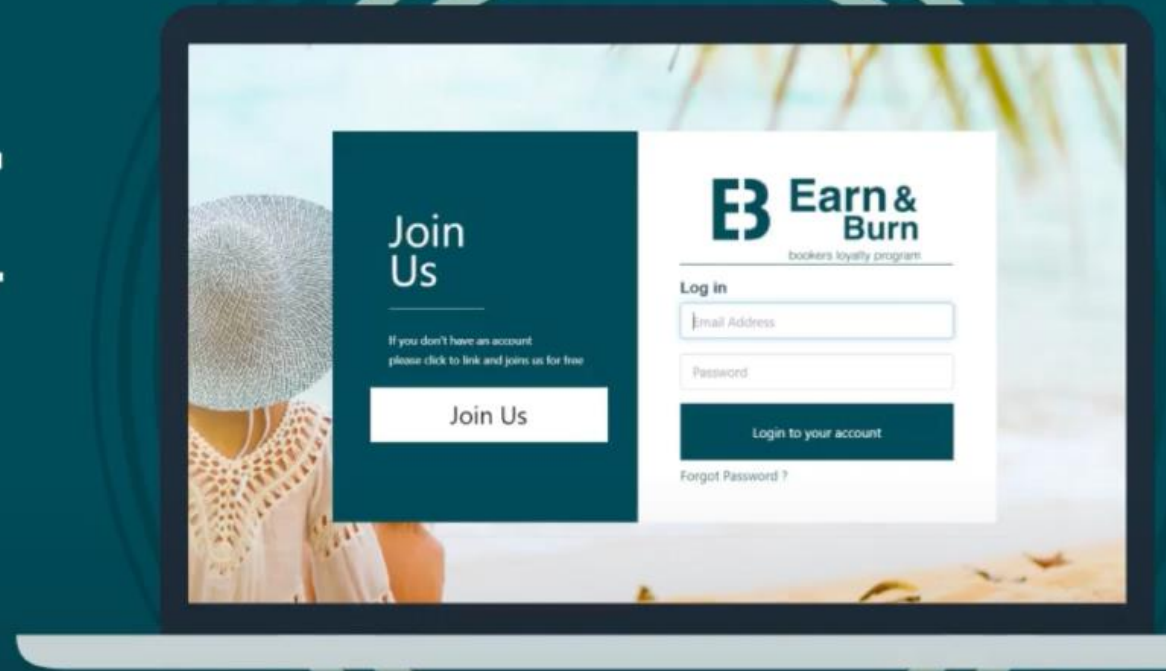 Join
Us
If you don't have an account
please click to link and joins us for free
Join Us
EB Earn &
Burn
bookers loyalty program
Log in
Email Address
Password
Login to your account
Forgot Password ?